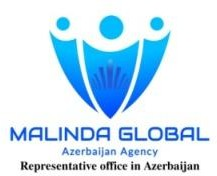 MALINDA GLOBAL
Azerbaijan Agency
Representative office in Azerbaijan